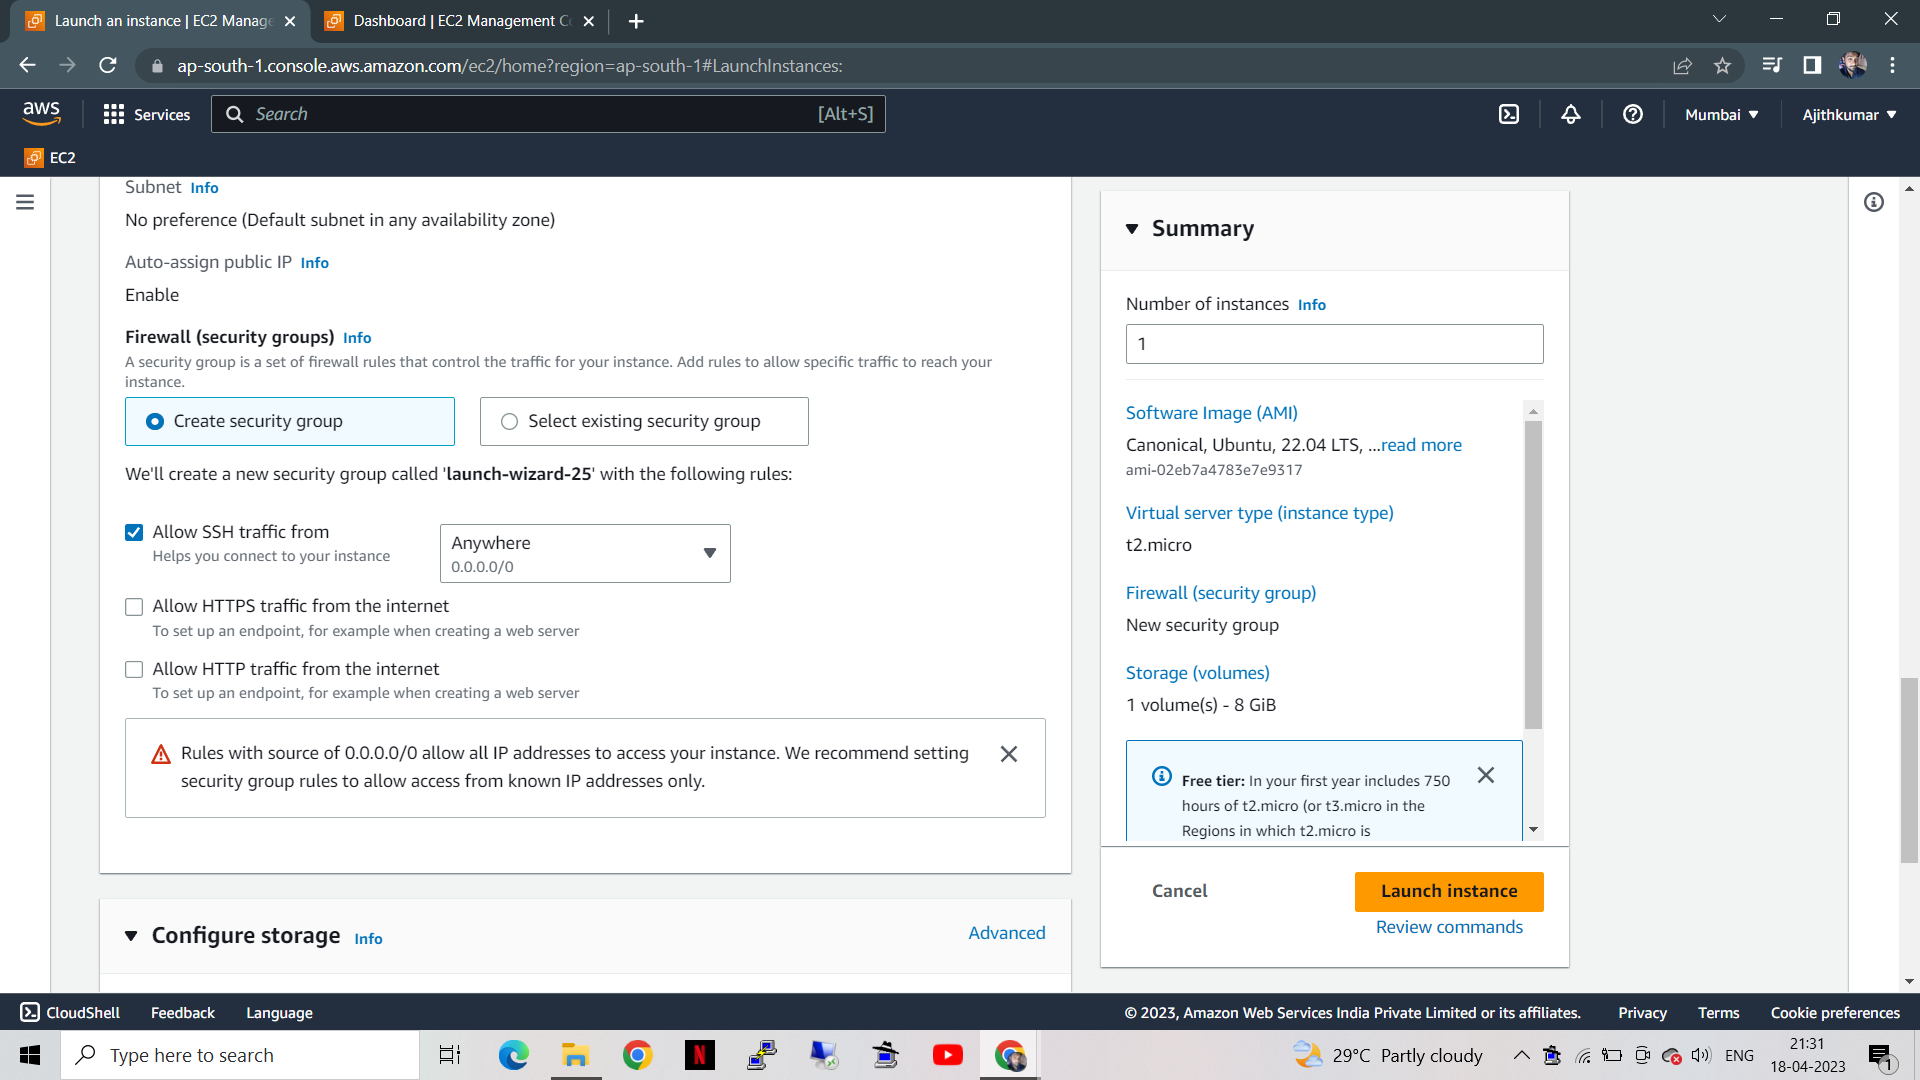 Launch an instance | EC2 Manage
Dashboard | EC2 Management Co
ap-south-1.console.aws.amazon.com/ec2/home?region=ap-south-1#LaunchInstances:
aws
Services
Search
[Alt+S]
Mumbai
Ajithkumar
EC2
Subnet Info
No preference (Default subnet in any availability zone)
Auto-assign public IP Info
Enable
Firewall (security groups) Info
A security group is a set of firewall rules that control the traffic for your instance. Add rules to allow specific traffic to reach your
instance.
Create security group
Select existing security group
We'll create a new security group called 'launch-wizard-25' with the following rules:
Allow SSH traffic from
Helps you connect to your instance
Anywhere
0.0.0.0/0
Allow HTTPS traffic from the internet
To set up an endpoint, for example when creating a web server
Allow HTTP traffic from the internet
To set up an endpoint, for example when creating a web server
Rules with source of 0.0.0.0/0 allow all IP addresses to access your instance. We recommend setting
security group rules to allow access from known IP addresses only.
Configure storage Info
Advanced
Summary
Number of instances Info
1
Software Image (AMI)
Canonical, Ubuntu, 22.04 LTS, ...read more
ami-02eb7a4783e7e9317
Virtual server type (instance type)
t2.micro
Firewall (security group)
New security group
Storage (volumes)
1 volume(s) - 8 GiB
Free tier: In your first year includes 750
hours of t2.micro (or t3.micro in the
Regions in which t2.micro is
Cancel
Launch instance
Review commands
CloudShell
Feedback
Language
© 2023, Amazon Web Services India Private Limited or its affiliates.
Privacy
Terms
Cookie preferences
Type here to search
N
29°C Partly cloudy
ENG
21:31
18-04-2023
1